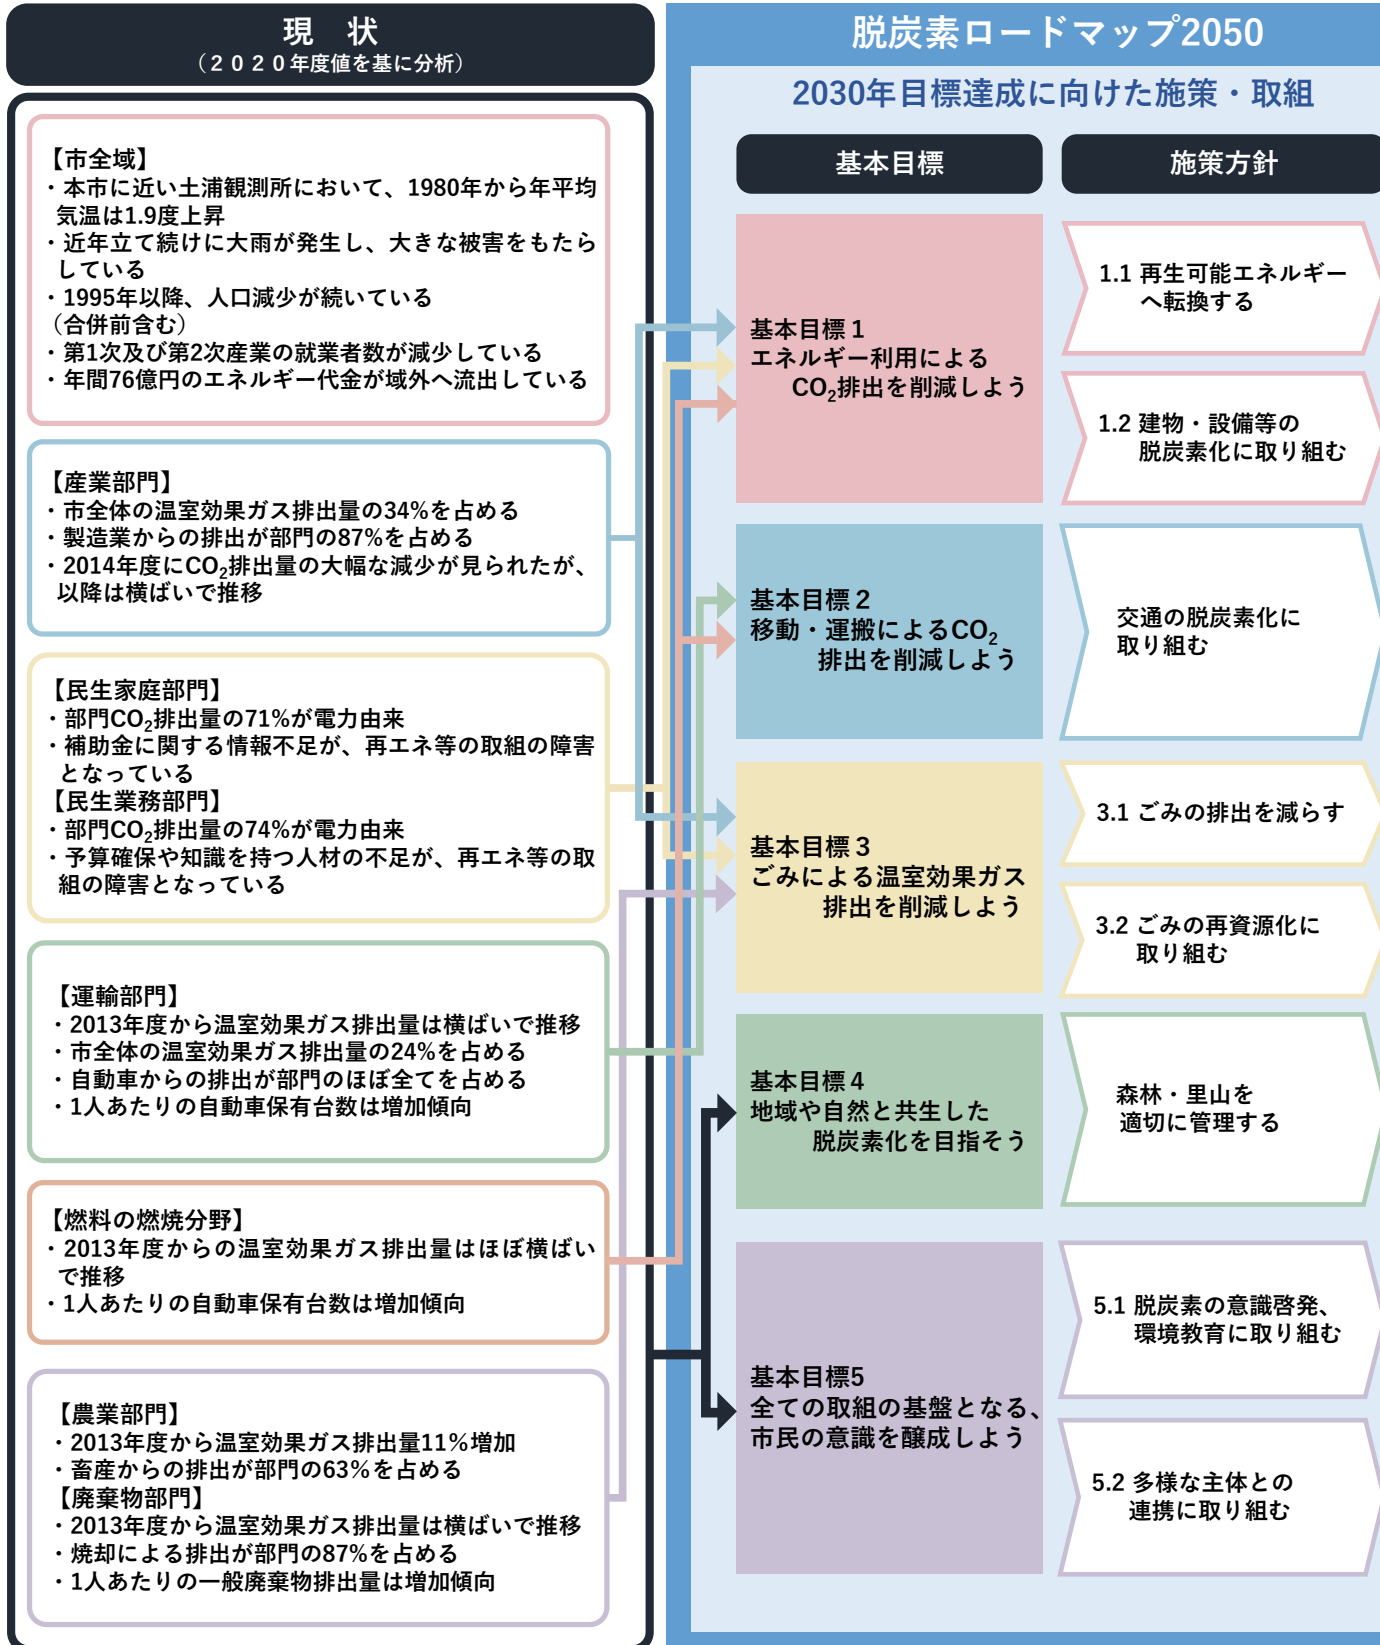 現　状
（２０２０年度値を基に分析）
【市全域】
・本市に近い土浦観測所において、1980年から年平均
気温は1.9度上昇
・近年立て続けに大雨が発生し、大きな被害をもたら
している
・1995年以降、人口減少が続いている
（合併前含む）
・第1次及び第2次産業の就業者数が減少している
・年間76億円のエネルギー代金が域外へ流出している
【産業部門】
・市全体の温室効果ガス排出量の34%を占める
・製造業からの排出が部門の87%を占める
・2014年度にCO₂排出量の大幅な減少が見られたが、
以降は横ばいで推移
【民生家庭部門】
・部門CO₂排出量の71%が電力由来
・補助金に関する情報不足が、再エネ等の取組の障害
となっている
【民生業務部門】
・部門CO₂排出量の74%が電力由来
・予算確保や知識を持つ人材の不足が、再エネ等の取
組の障害となっている
【運輸部門】
・2013年度から温室効果ガス排出量は横ばいで推移
・市全体の温室効果ガス排出量の24%を占める
・自動車からの排出が部門のほぼ全てを占める
・1人あたりの自動車保有台数は増加傾向
【燃料の燃焼分野】
・2013年度からの温室効果ガス排出量はほぼ横ばい
で推移
・1人あたりの自動車保有台数は増加傾向
【農業部門】
・2013年度から温室効果ガス排出量11%増加
・畜産からの排出が部門の63%を占める
【廃棄物部門】
・2013年度から温室効果ガス排出量は横ばいで推移
・焼却による排出が部門の87%を占める
・1人あたりの一般廃棄物排出量は増加傾向
脱炭素ロードマップ2050
2030年目標達成に向けた施策・取組
基本目標
施策方針
基本目標１
エネルギー利用による
CO₂排出を削減しよう
1.1 再生可能エネルギー
へ転換する
1.2 建物・設備等の
脱炭素化に取り組む
基本目標２
移動・運搬によるCO₂
排出を削減しよう
交通の脱炭素化に
取り組む
基本目標３
ごみによる温室効果ガス
排出を削減しよう
3.1 ごみの排出を減らす
3.2 ごみの再資源化に
取り組む
基本目標４
地域や自然と共生した
脱炭素化を目指そう
森林・里山を
適切に管理する
基本目標5
全ての取組の基盤となる、
市民の意識を醸成しよう
5.1 脱炭素の意識啓発、
環境教育に取り組む
5.2 多様な主体との
連携に取り組む